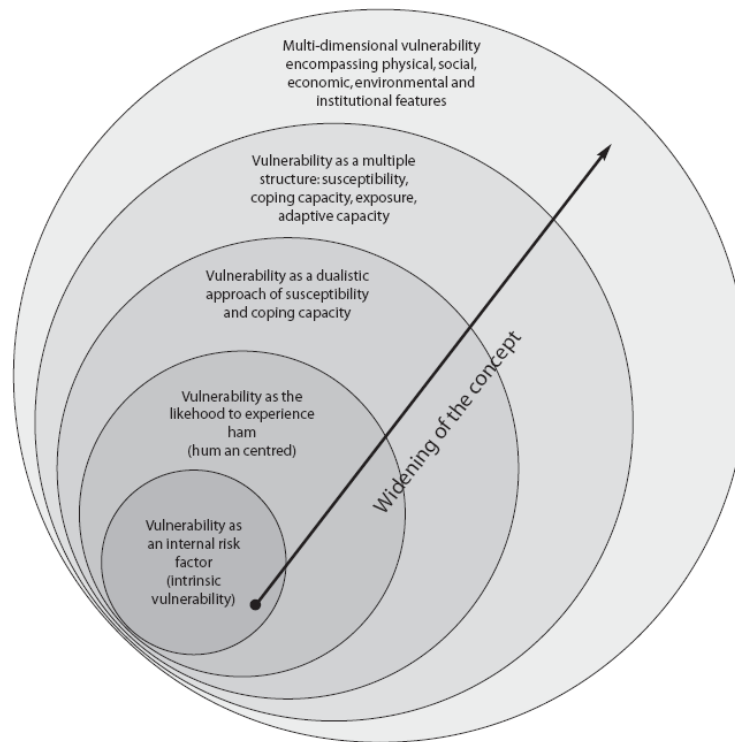 Multi-dimensional vulnerability
encompassing physical, social,
economic, environmental and
institutional features
Vulnerability as a multiple
structure: susceptibility,
coping capacity, exposure,
adaptive capacity
Vulnerability as a dualistic
approach of susceptibility
and coping capacity
Vulnerability as the
likehood to experience
ham
(hum an centred)
Vulnerability as
an internal risk
factor
(intrinsic
vulnerability)
Widening of the concept